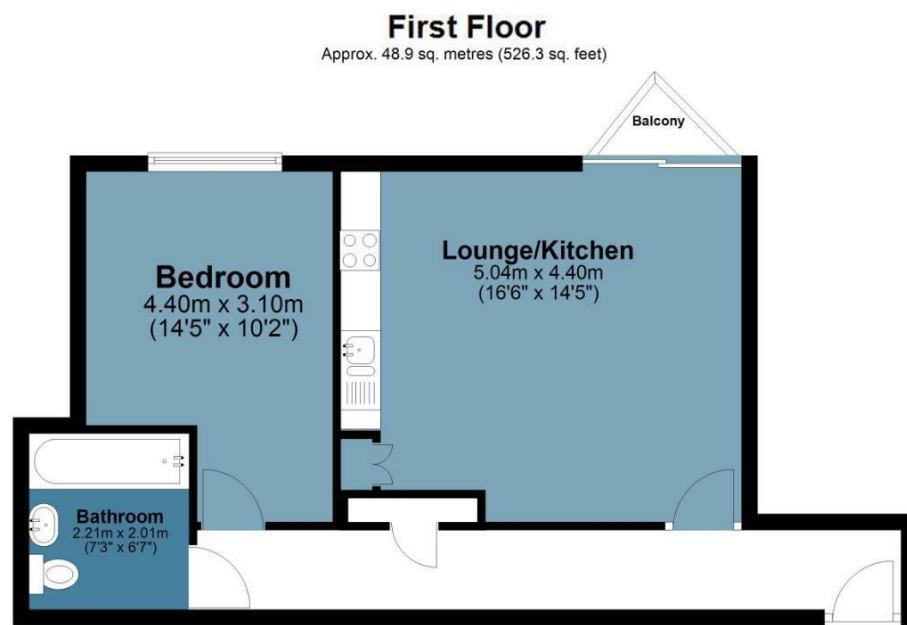 First Floor
Approx. 48.9 sq. metres (526.3 sq. feet)
Balcony
Lounge/Kitchen
5.04m x 4.40m
(16'6" x 14'5")
Bedroom
4.40m x 3.10m
(14'5" x 10'2")
Bathroom
2.21m x 2.01m
(7'3" x 6'7")